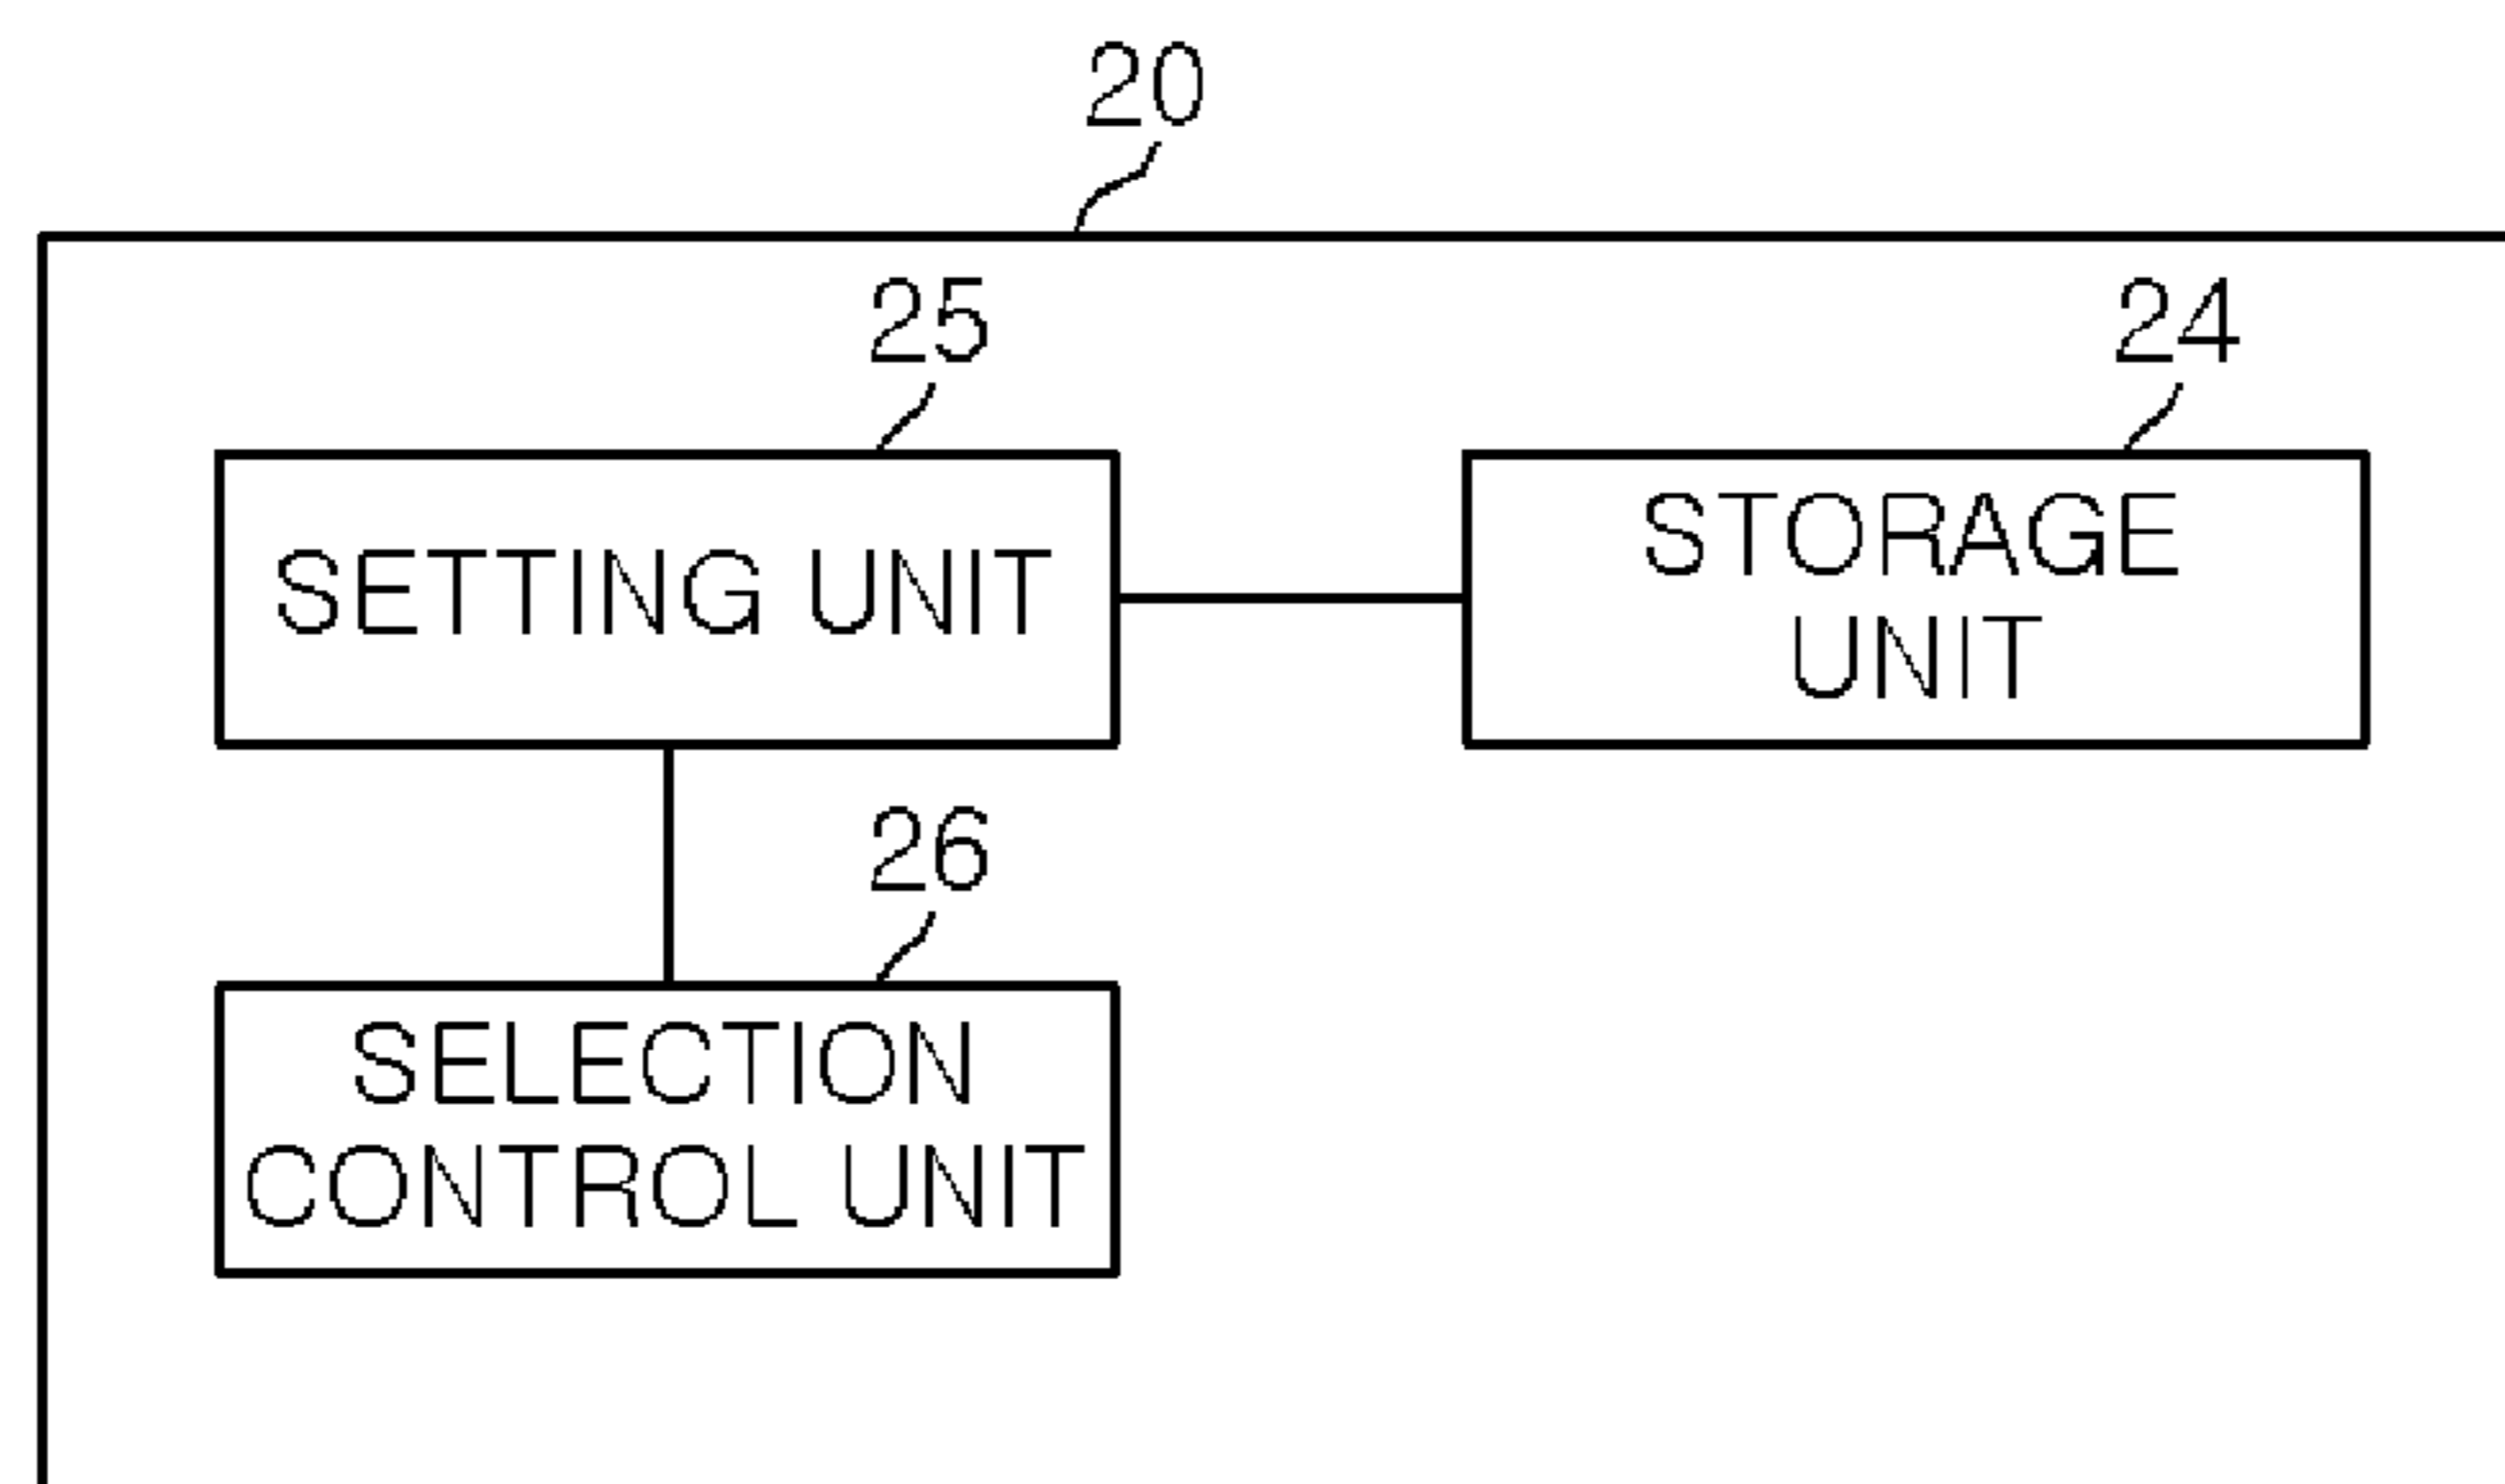 20
25
24
SETTING UNIT
STORAGE
UNIT
26
SELECTION
CONTROL UNIT